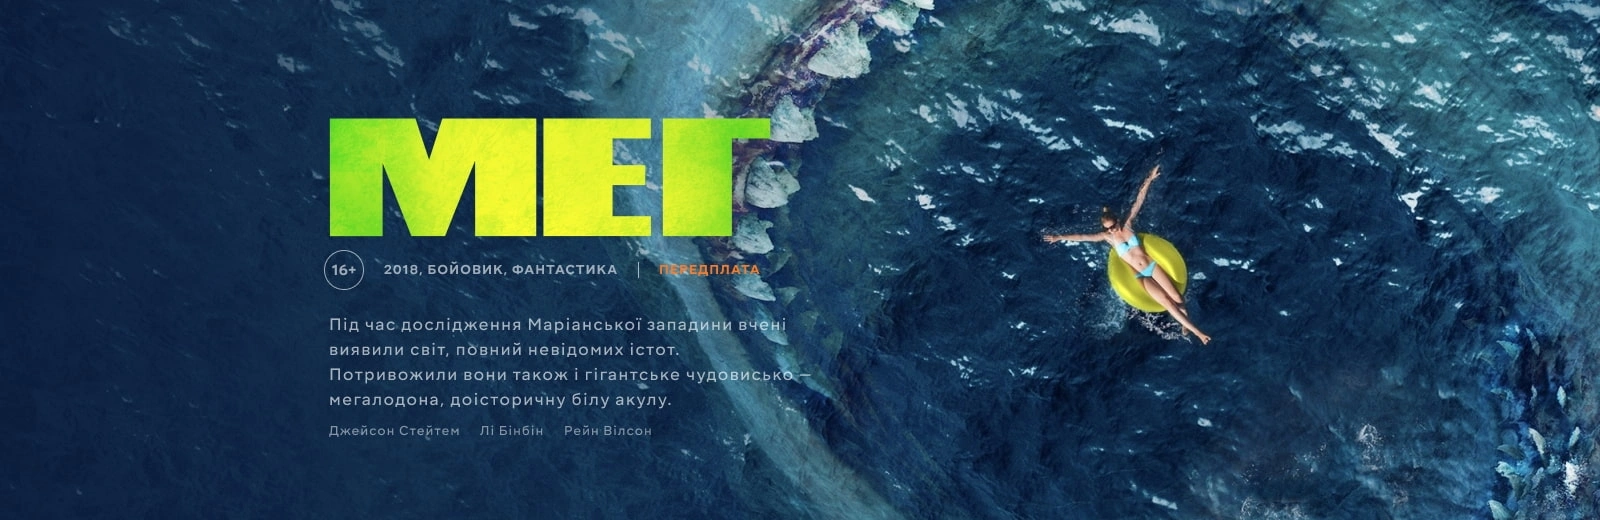 МЕГ
16+ 2018, БОЙОВИК, ФАНТАСТИКА | ПЕРЕДПЛАТА
Під час дослідження Маріанської западини вчені
виявили світ, повний невідомих істот.
Потривожили вони також і гігантське чудовисько —
мегалодона, доісторичну білу акулу.
Джейсон Стейтем Лі Бінбін Рейн Вілсон